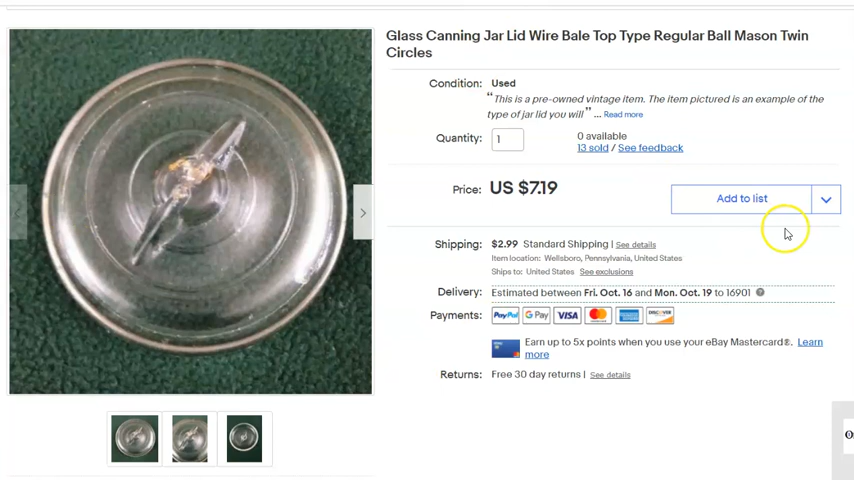 Glass Canning Jar Lid Wire Bale Top Type Regular Ball Mason Twin
Circles
Condition: Used
“This is a pre-owned vintage item. The item pictured is an example of the
type of jar lid you will” ... Read more
Quantity: 1
0 available
13 sold / See feedback
Price: US $7.19
Add to list
Shipping: $2.99 Standard Shipping | See details
Item location: Wellsboro, Pennsylvania, United States
Ships to: United States See exclusions
Delivery: Estimated between Fri. Oct. 16 and Mon. Oct. 19 to 16901 ?
Payments: PayPal G Pay VISA MasterCard DISCOVER
Earn up to 5x points when you use your eBay Mastercard®. Learn
more
Returns: Free 30 day returns | See details